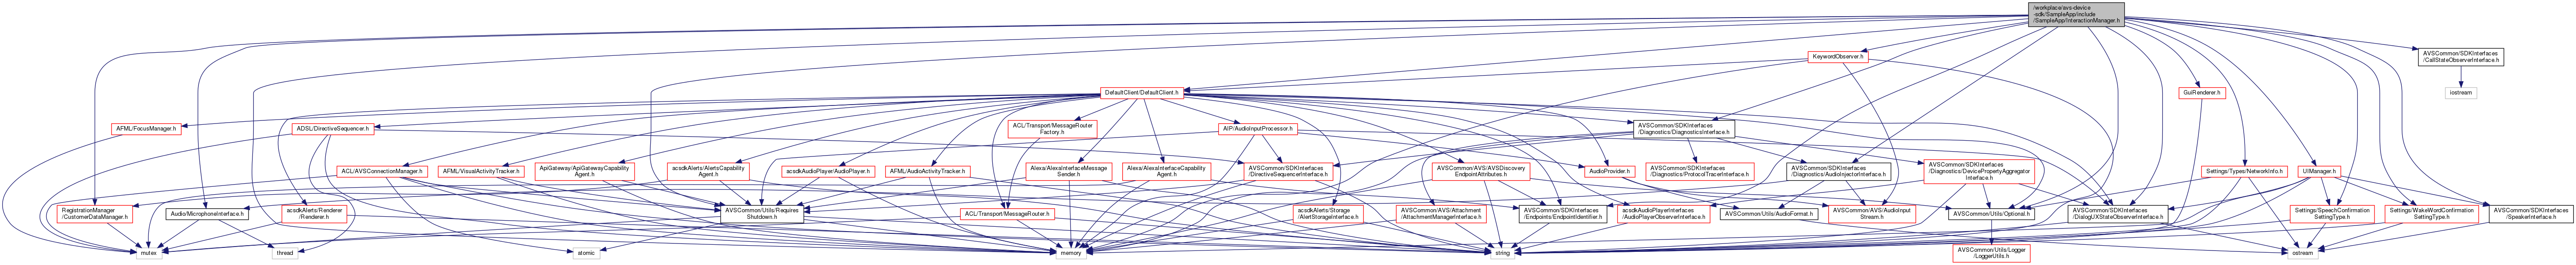 /workplace/avs-device
-sdk/SampleApp/include
/SampleApp/InteractionManager.h
AVSCommon/SDKInterfaces
/CallStateObserverInterface.h
KeywordObserver.h
iostream
DefaultClient/DefaultClient.h
GuiRenderer.h
AFML/FocusManager.h
ADSL/DirectiveSequencer.h
ACL/Transport/MessageRouter
Factory.h
AIP/AudioInputProcessor.h
AVSCommon/SDKInterfaces
/Diagnostics/DiagnosticsInterface.h
ACL/AVSConnectionManager.h
AFML/VisualActivityTracker.h
ApiGateway/ApiGatewayCapability
Agent.h
acsdkAlerts/AlertsCapability
Agent.h
acsdkAudioPlayer/AudioPlayer.h
AFML/AudioActivityTracker.h
Alexa/AlexaInterfaceMessage
Sender.h
Alexa/AlexaInterfaceCapability
Agent.h
AVSCommon/SDKInterfaces
/DirectiveSequencerInterface.h
AVSCommon/AVS/AVSDiscovery
EndpointAttributes.h
AudioProvider.h
AVSCommon/SDKInterfaces
/Diagnostics/ProtocolTracerInterface.h
AVSCommon/SDKInterfaces
/Diagnostics/AudioInjectorInterface.h
AVSCommon/SDKInterfaces
/Diagnostics/DevicePropertyAggregator
Interface.h
Settings/Types/NetworkInfo.h
UIManager.h
RegistrationManager
/CustomerDataManager.h
Audio/MicrophoneInterface.h
acsdkAlerts/Renderer
/Renderer.h
AVSCommon/Utils/Requires
Shutdown.h
ACL/Transport/MessageRouter.h
acsdkAlerts/Storage
/AlertStorageInterface.h
AVSCommon/AVS/Attachment
/AttachmentManagerInterface.h
AVSCommon/SDKInterfaces
/Endpoints/EndpointIdentifier.h
acsdkAudioPlayerInterfaces
/AudioPlayerObserverInterface.h
AVSCommon/Utils/AudioFormat.h
AVSCommon/AVS/AudioInput
Stream.h
AVSCommon/Utils/Optional.h
AVSCommon/SDKInterfaces
/DialogUXStateObserverInterface.h
Settings/SpeechConfirmation
SettingType.h
Settings/WakeWordConfirmation
SettingType.h
AVSCommon/SDKInterfaces
/SpeakerInterface.h
mutex
thread
atomic
memory
string
AVSCommon/Utils/Logger
/LoggerUtils.h
ostream